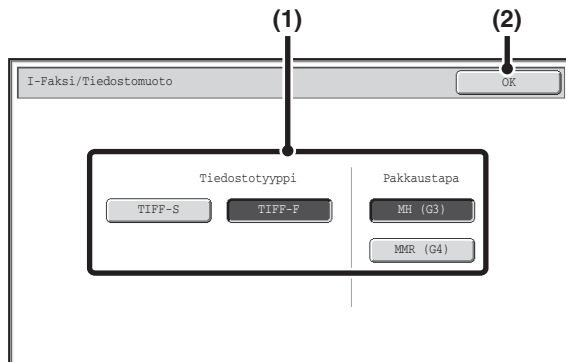 (1) (2)
I-Faksi/Tiedostomuoto OK
Tiedostotyyppi Pakkaustapa
TIFF-S TIFF-F MH (G3)
MMR (G4)